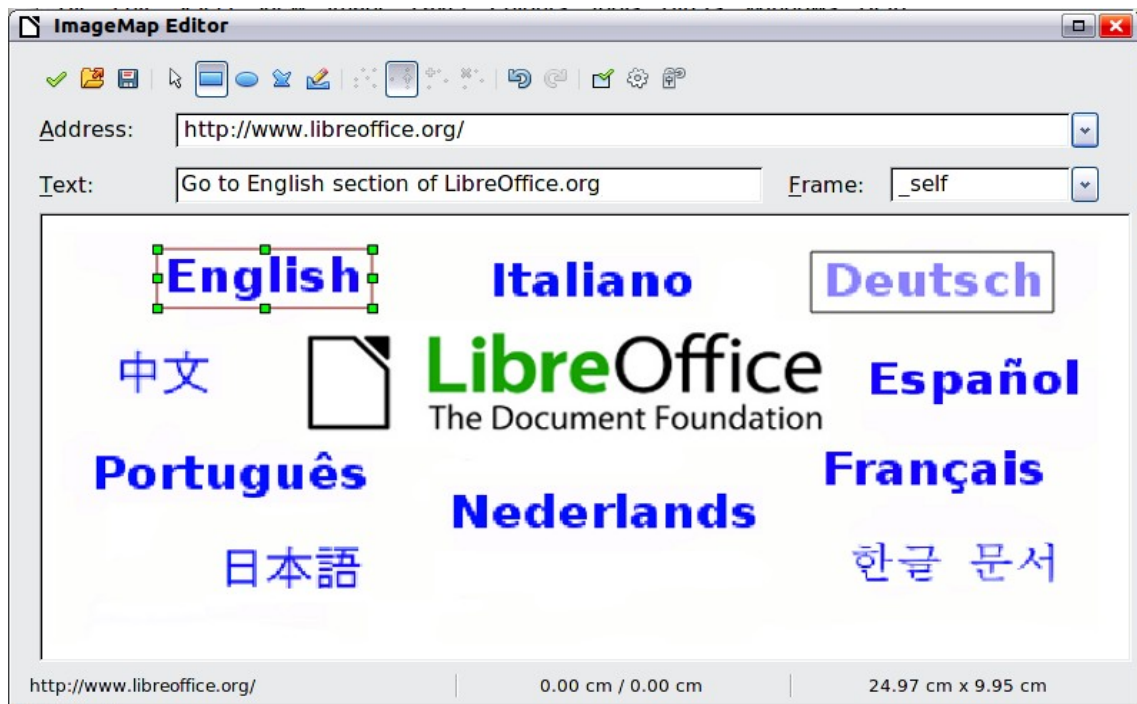 ImageMap Editor
Address: http://www.libreoffice.org/
Text: Go to English section of LibreOffice.org Frame: _self
English Italiano Deutsch
中文 LibreOffice Español
The Document Foundation
Português Français
Nederlands
日本語 한글 문서
http://www.libreoffice.org/ 0.00 cm / 0.00 cm 24.97 cm x 9.95 cm